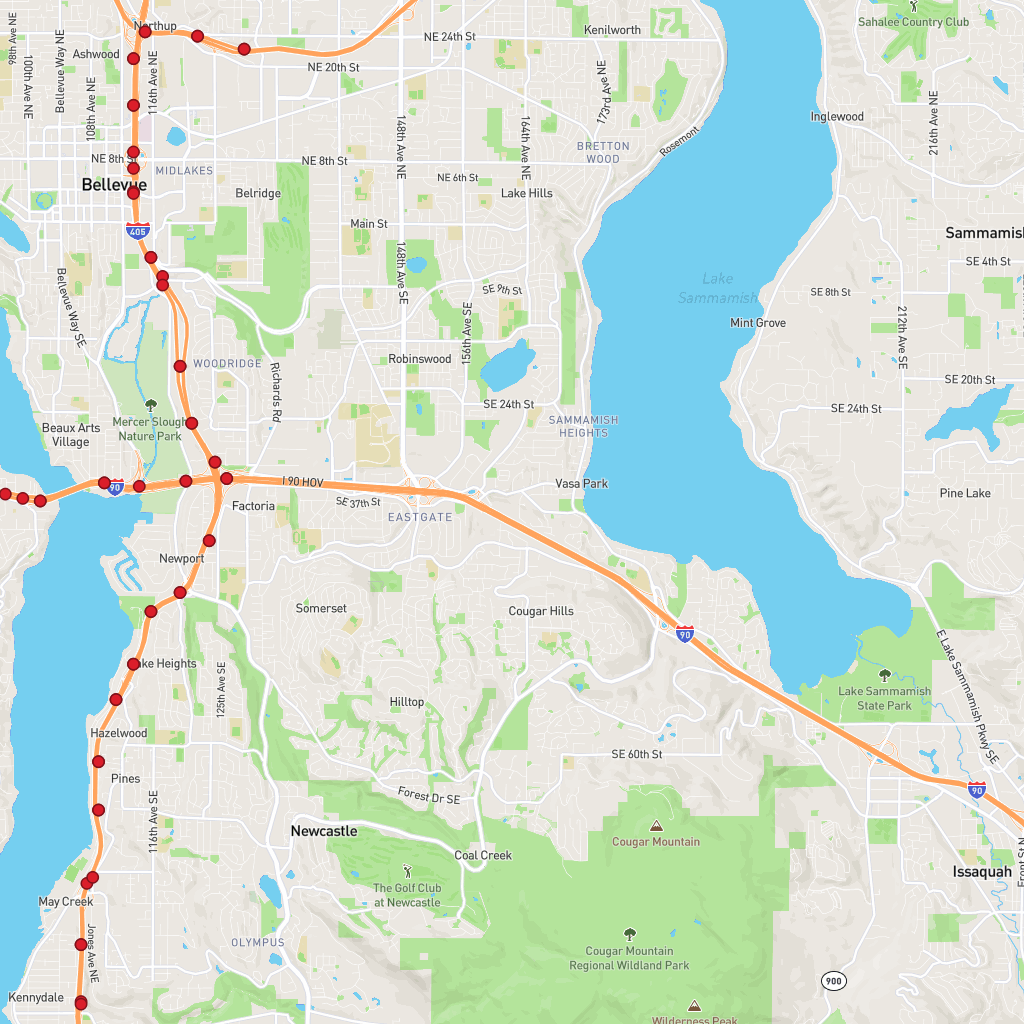 Northup
NE 24th St
Kenilworth
Sahalee Country Club
98th Ave NE
Ashwood
Bellevue Way NE
100th Ave NE
NE 20th St
116th Ave NE
108th Ave NE
173rd Ave NE
Inglewood
216th Ave NE
148th Ave NE
164th Ave NE
Rosemont
BRETTON
WOOD
NE 8th St
NE 8th St
MIDLAKES
NE 6th St
Bellevue
Belridge
Lake Hills
Main St
405
Sammamish
SE 4th St
Lake
Sammamish
148th Ave SE
SE 9th St
SE 8th St
Bellevue Way SE
156th Ave SE
Mint Grove
212th Ave SE
WOODRIDGE
Robinswood
Richards Rd
SE 20th St
SE 24th St
SE 24th St
Mercer Slough
Nature Park
Beaux Arts
Village
SAMMAMISH
HEIGHTS
I 90 HOV
90
Vasa Park
Pine Lake
SE 37th St
Factoria
EASTGATE
Newport
Somerset
Cougar Hills
90
E Lake Sammamish Pkwy SE
Lake Heights
125th Ave SE
Lake Sammamish
State Park
Hilltop
Hazelwood
SE 60th St
Pines
90
Forest Dr SE
116th Ave SE
Newcastle
Cougar Mountain
Coal Creek
Front St N
Issaquah
The Golf Club
at Newcastle
May Creek
Jones Ave NE
OLYMPUS
Cougar Mountain
Regional Wildland Park
900
Kennydale
Wilderness Peak